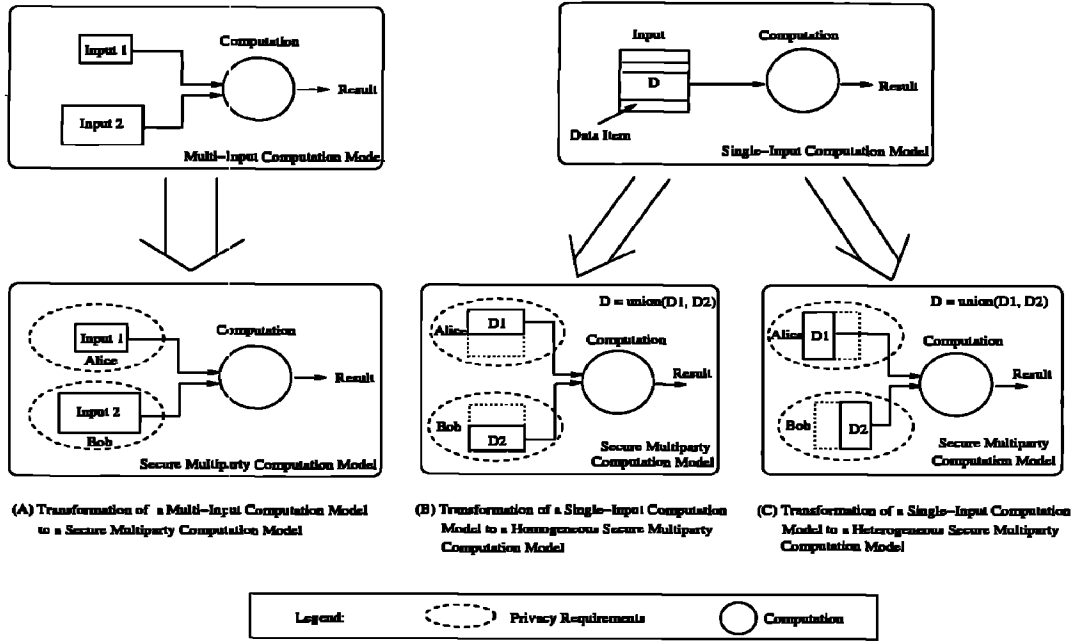 Input 1
Computation
Result
Input 2
Multi-Input Computation Model
Input
Computation
D
Result
Data Item
Single-Input Computation Model
Input 1
Alice
Computation
Result
Input 2
Bob
Secure Multiparty Computation Model
D = union(D1, D2)
Alice
D1
Computation
Result
Bob
D2
Secure Multiparty
Computation Model
D = union(D1, D2)
Alice
D1
Computation
Result
Bob
D2
Secure Multiparty
Computation Model
(A) Transformation of a Multi-Input Computation Model
to a Secure Multiparty Computation Model
(B) Transformation of a Single-Input Computation
Model to a Homogeneous Secure Multiparty
Computation Model
(C) Transformation of a Single-Input Computation
Model to a Heterogeneous Secure Multiparty
Computation Model
Legend:
Privacy Requirements
Computation